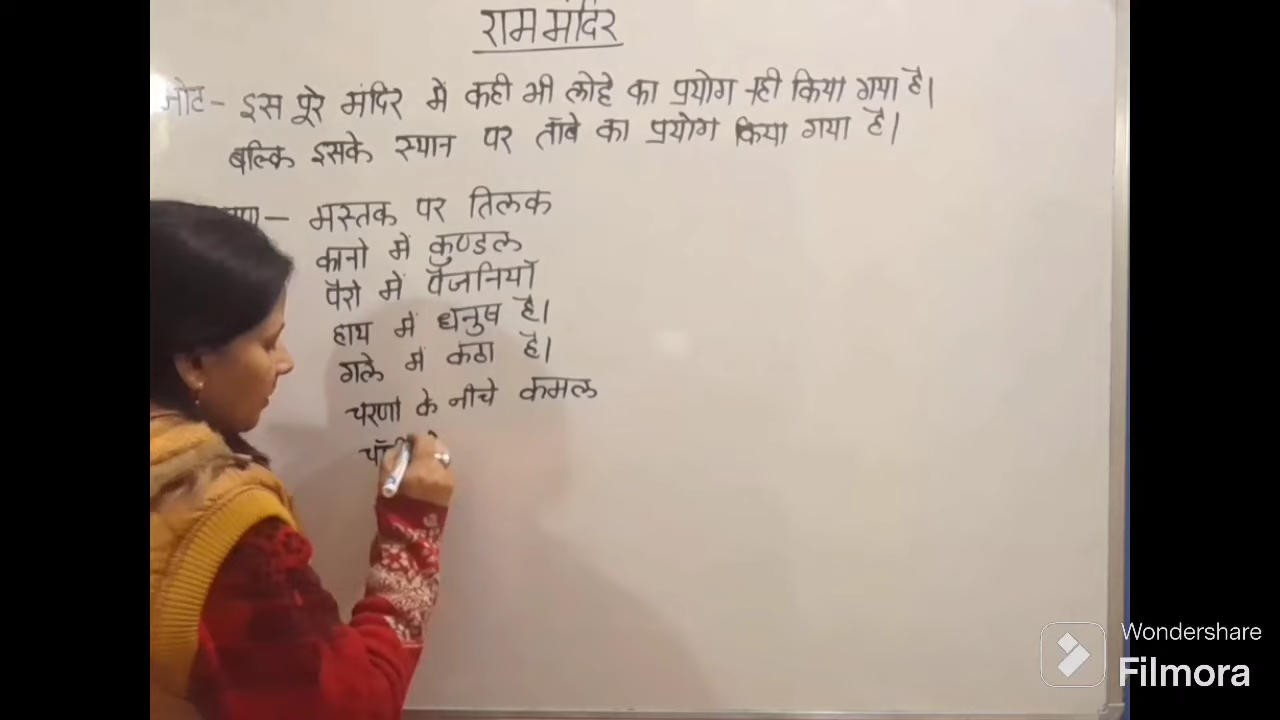 राम मंदिर
नोट - इस पूरे मंदिर में कही भी लोहे का प्रयोग नही किया गया है।
बल्कि इसके स्थान पर ताँबे का प्रयोग किया गया है।
मस्तक पर तिलक
कानो में कुण्डल
पैरो में पैंजनियाँ
हाथ में धनुष है।
गले में कंठा है।
चरणों के नीचे कमल
Wondershare
Filmora